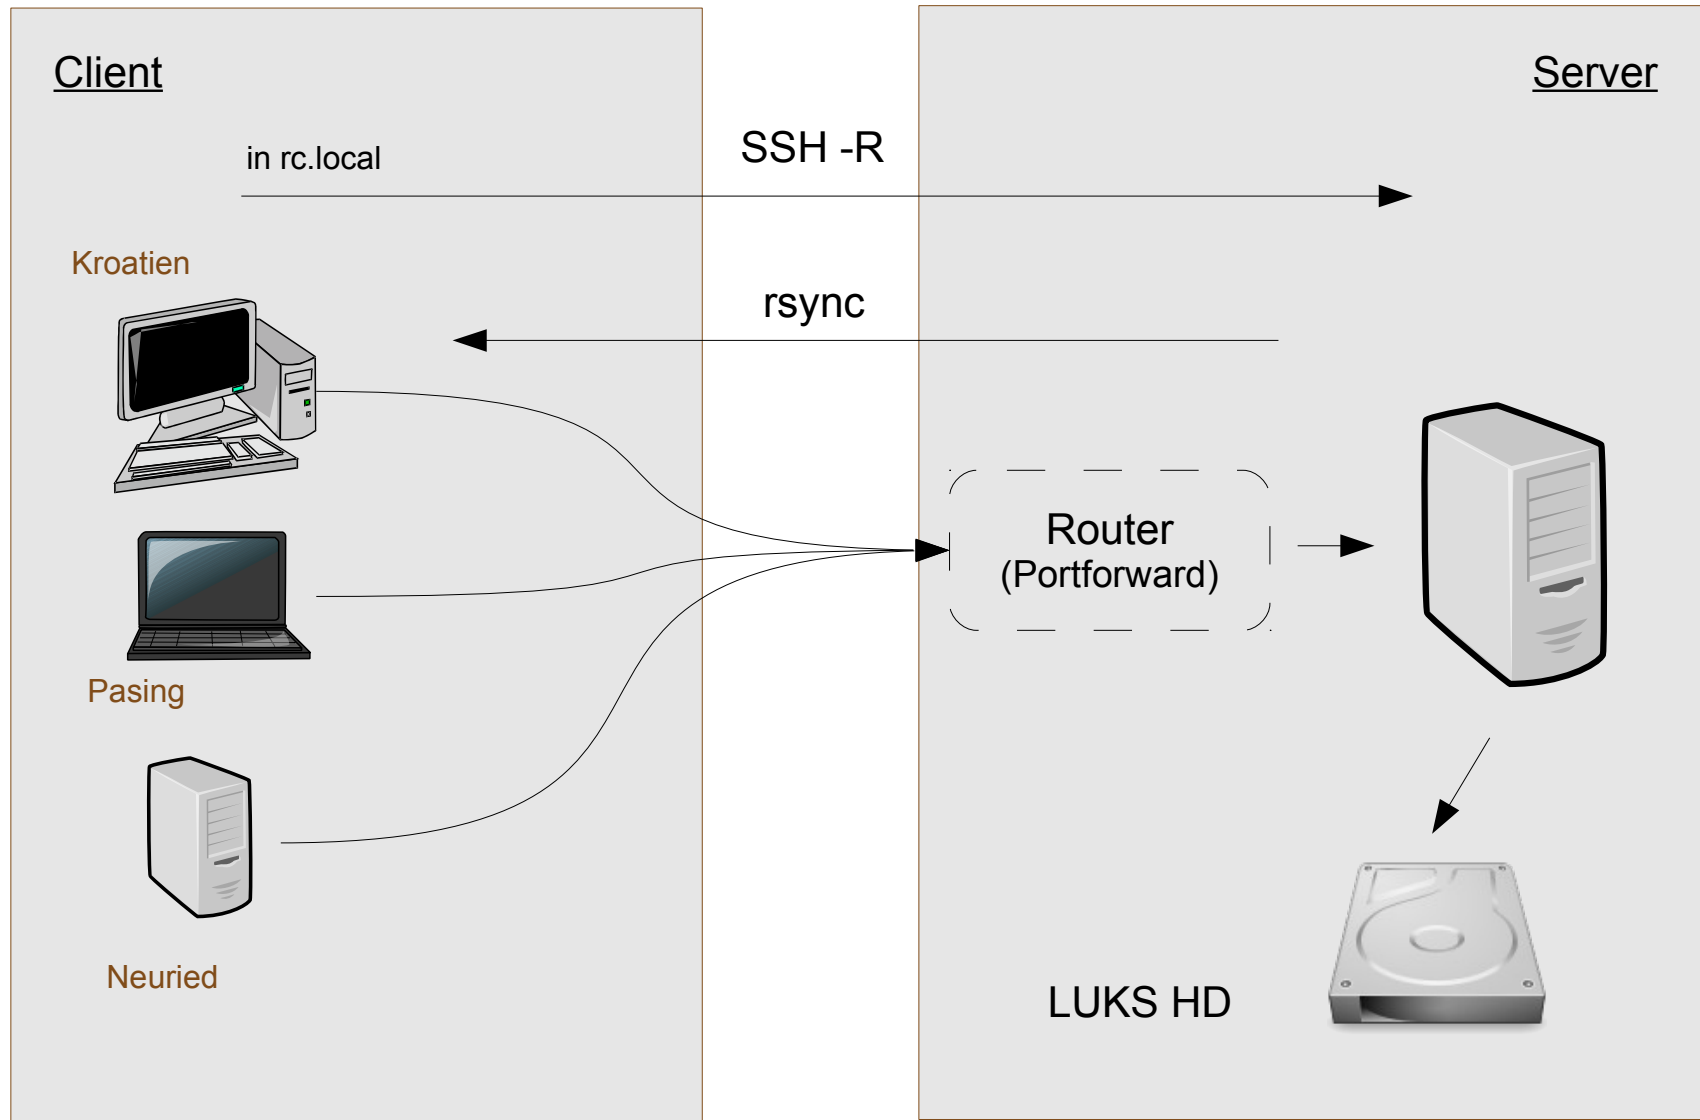 Client
Server
in rc.local
SSH -R
Kroatien
rsync
Router
(Portforward)
Pasing
Neuried
LUKS HD